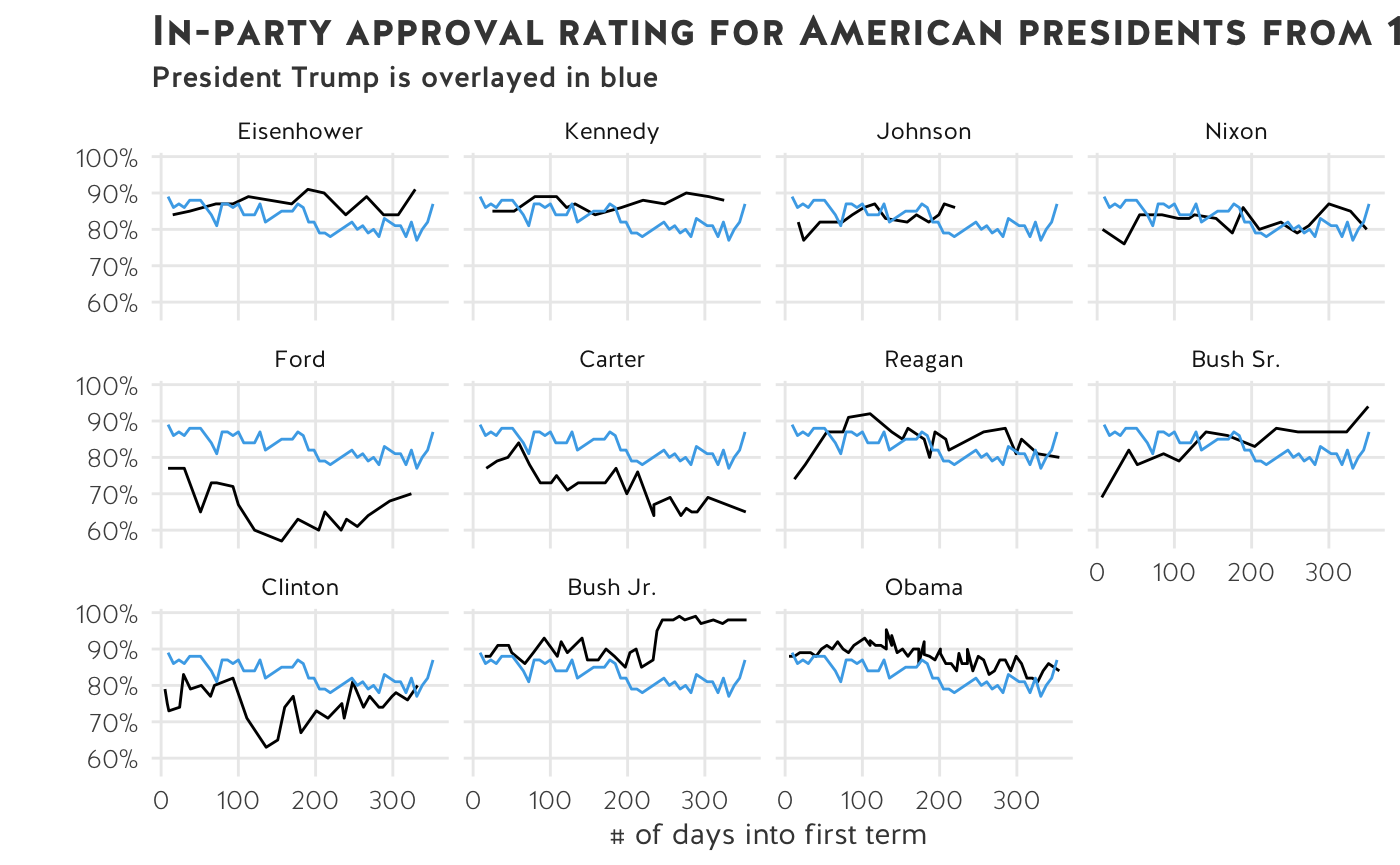 In-party approval rating for American presidents from 1
President Trump is overlayed in blue
Eisenhower Kennedy Johnson Nixon
100%
90%
80%
70%
60%
Ford Carter Reagan Bush Sr.
100%
90%
80%
70%
60%
0 100 200 300
Clinton Bush Jr. Obama
100%
90%
80%
70%
60%
0 100 200 300 0 100 200 300 0 100 200 300
# of days into first term